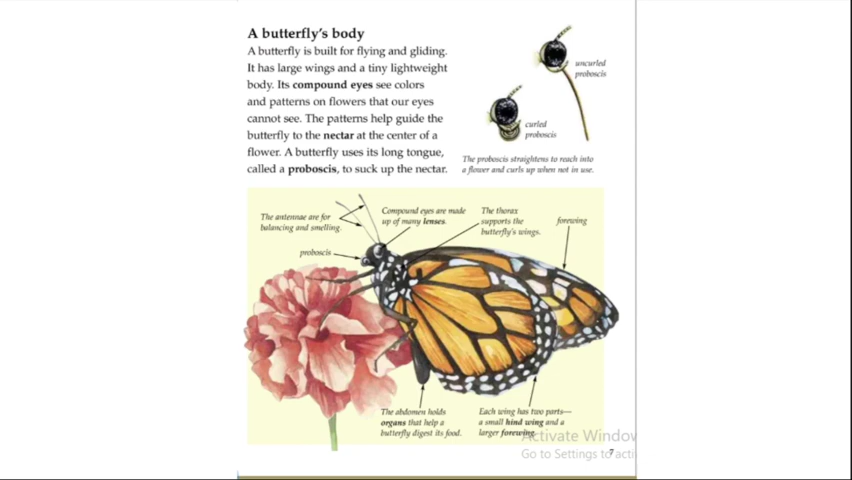 A butterfly's body
A butterfly is built for flying and gliding.
It has large wings and a tiny lightweight
body. Its compound eyes see colors
and patterns on flowers that our eyes
cannot see. The patterns help guide the
butterfly to the nectar at the center of a
flower. A butterfly uses its long tongue,
called a proboscis, to suck up the nectar.
uncurled
proboscis
curled
proboscis
The proboscis straightens to reach into
a flower and curls up when not in use.
The antennae are for
balancing and smelling.
Compound eyes are made
up of many lenses.
The thorax
supports the
butterfly's wings.
forewing
proboscis
The abdomen holds
organs that help a
butterfly digest its food.
Each wing has two parts—
a small hind wing and a
larger forewing.
Activate Window
Go to Settings to acti
7